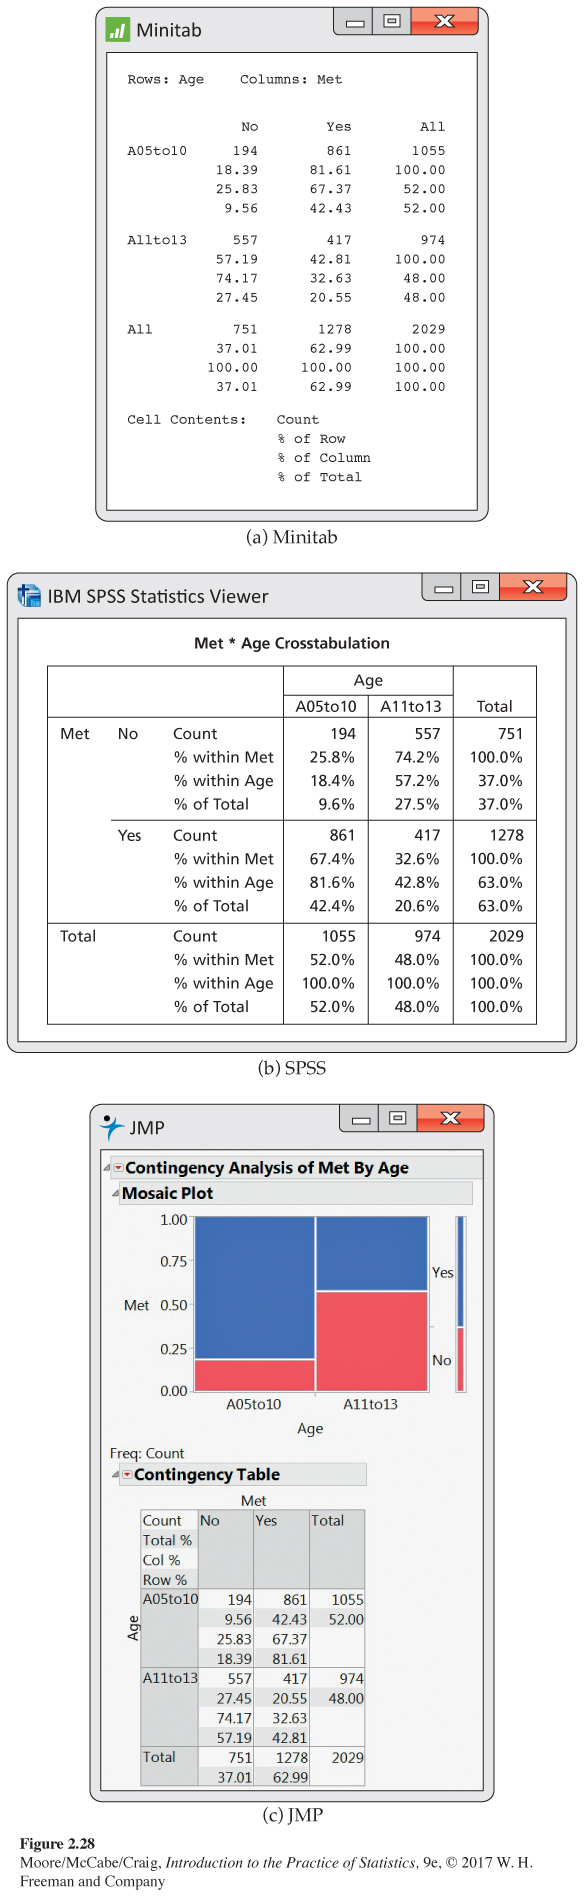 Minitab
Rows: Age Columns: Met
No Yes All
A05to10 194 861 1055
18.39 81.61 100.00
25.83 67.37 52.00
9.56 42.43 52.00
A11to13 557 417 974
57.19 42.81 100.00
74.17 32.63 48.00
27.45 20.55 48.00
All 751 1278 2029
37.01 62.99 100.00
100.00 100.00 100.00
37.01 62.99 100.00
Cell Contents: Count
% of Row
% of Column
% of Total
(a) Minitab
IBM SPSS Statistics Viewer
Met * Age Crosstabulation
Age
A05to10 A11to13 Total
Met No Count 194 557 751
% within Met 25.8% 74.2% 100.0%
% within Age 18.4% 57.2% 37.0%
% of Total 9.6% 27.5% 37.0%
Yes Count 861 417 1278
% within Met 67.4% 32.6% 100.0%
% within Age 81.6% 42.8% 63.0%
% of Total 42.4% 20.6% 63.0%
Total Count 1055 974 2029
% within Met 52.0% 48.0% 100.0%
% within Age 100.0% 100.0% 100.0%
% of Total 52.0% 48.0% 100.0%
(b) SPSS
JMP
Contingency Analysis of Met By Age
Mosaic Plot
1.00
0.75
Yes
Met 0.50
0.25
No
0.00
A05to10 A11to13
Age
Freq: Count
Contingency Table
Met
Count No Yes Total
Total %
Col %
Row %
Age
A05to10 194 861 1055
9.56 42.43 52.00
25.83 67.37
18.39 81.61
A11to13 557 417 974
27.45 20.55 48.00
74.17 32.63
57.19 42.81
Total 751 1278 2029
37.01 62.99
(c) JMP
Figure 2.28
Moore/McCabe/Craig, Introduction to the Practice of Statistics, 9e, © 2017 W. H.
Freeman and Company